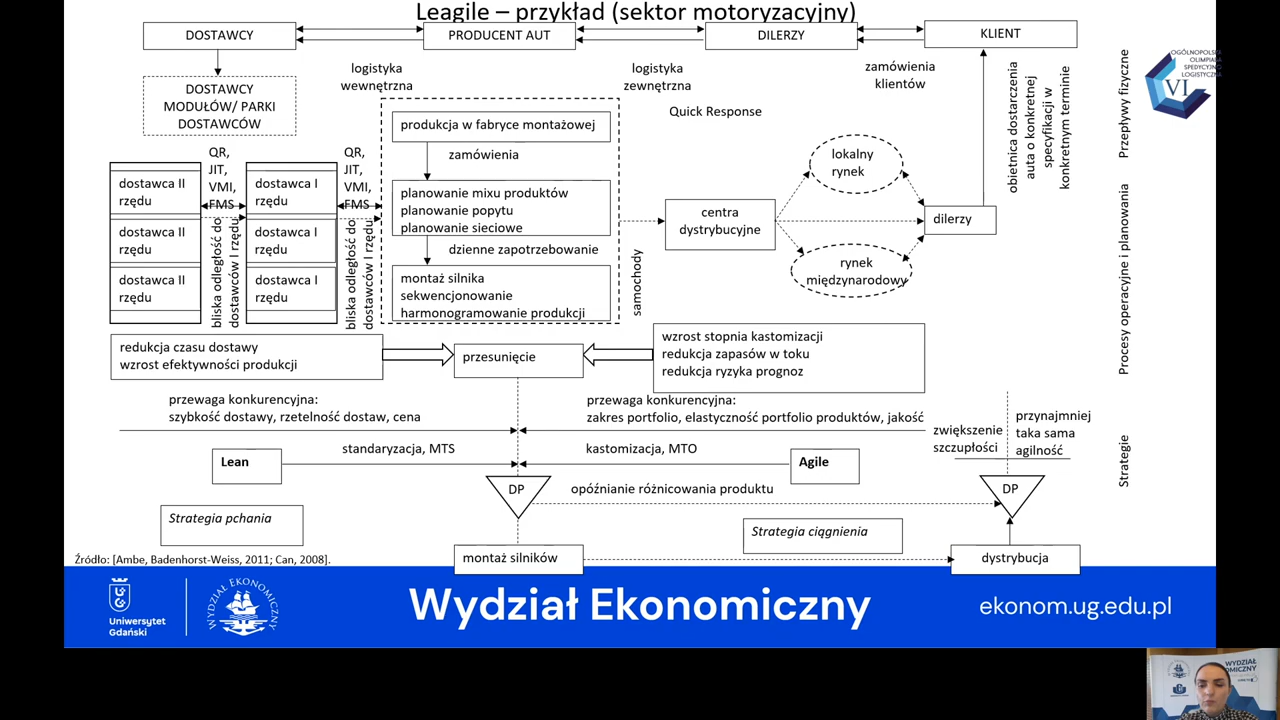 Leagile – przykład (sektor motoryzacyjny)
DOSTAWCY
PRODUCENT AUT
DILERZY
KLIENT
DOSTAWCY
MODUŁÓW/ PARKI
DOSTAWCÓW
logistyka
wewnętrzna
logistyka
zewnętrzna
zamówienia
klientów
Quick Response
obietnica dostarczenia
auta o konkretnej
specyfikacji w
konkretnym terminie
Przepływy fizyczne
OGÓLNOPOLSKA
OLIMPIADA
SPEDYCYJNO
LOGISTYCZNA
VI
produkcja w fabryce montażowej
zamówienia
planowanie mixu produktów
planowanie popytu
planowanie sieciowe
dzienne zapotrzebowanie
montaż silnika
sekwencjonowanie
harmonogramowanie produkcji
QR,
JIT,
VMI,
FMS
QR,
JIT,
VMI,
FMS
dostawca II
rzędu
dostawca II
rzędu
dostawca II
rzędu
dostawca I
rzędu
dostawca I
rzędu
dostawca I
rzędu
bliska odległość do
dostawców I rzędu
bliska odległość do
dostawców I rzędu
samochody
centra
dystrybucyjne
lokalny
rynek
rynek
międzynarodowy
dilerzy
Procesy operacyjne i planowania
redukcja czasu dostawy
wzrost efektywności produkcji
przesunięcie
wzrost stopnia kastomizacji
redukcja zapasów w toku
redukcja ryzyka prognoz
przewaga konkurencyjna:
szybkość dostawy, rzetelność dostaw, cena
przewaga konkurencyjna:
zakres portfolio, elastyczność portfolio produktów, jakość
zwiększenie
szczupłości
przynajmniej
taka sama
agilność
Strategie
Lean
standaryzacja, MTS
kastomizacja, MTO
Agile
DP
opóźnianie różnicowania produktu
DP
Strategia pchania
Strategia ciągnienia
montaż silników
dystrybucja
Źródło: [Ambe, Badenhorst-Weiss, 2011; Can, 2008].
Uniwersytet
Gdański
WYDZIAŁ EKONOMICZNY
Wydział Ekonomiczny
ekonom.ug.edu.pl